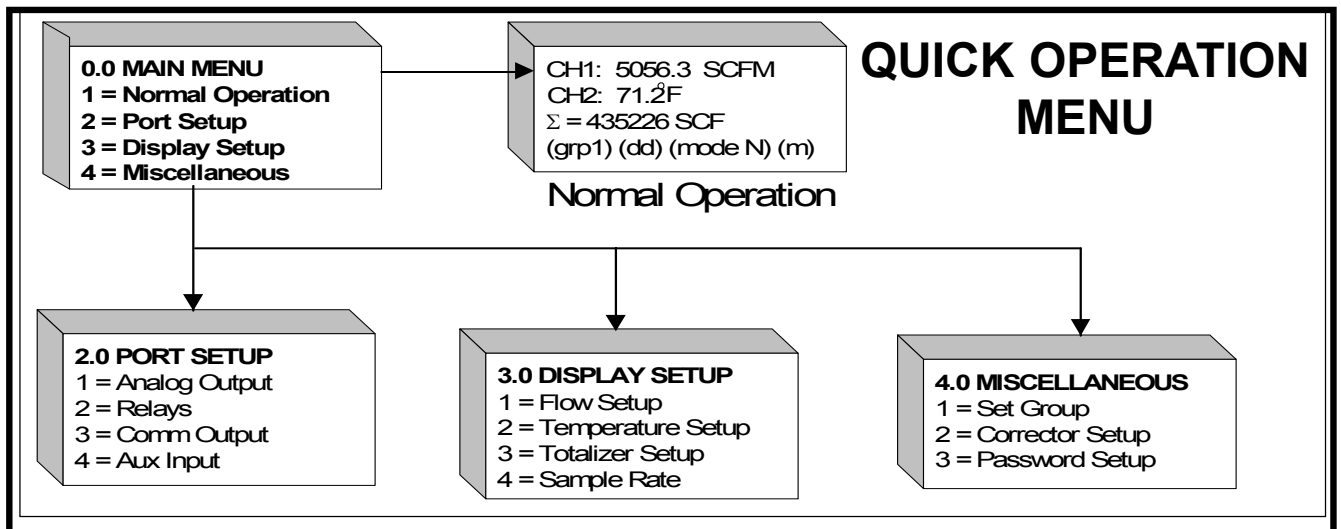 QUICK OPERATION
MENU
0.0 MAIN MENU
1 = Normal Operation
2 = Port Setup
3 = Display Setup
4 = Miscellaneous
CH1: 5056.3 SCFM
CH2: 71.2°F
Σ = 435226 SCF
(grp1) (dd) (mode N) (m)
Normal Operation
2.0 PORT SETUP
1 = Analog Output
2 = Relays
3 = Comm Output
4 = Aux Input
3.0 DISPLAY SETUP
1 = Flow Setup
2 = Temperature Setup
3 = Totalizer Setup
4 = Sample Rate
4.0 MISCELLANEOUS
1 = Set Group
2 = Corrector Setup
3 = Password Setup